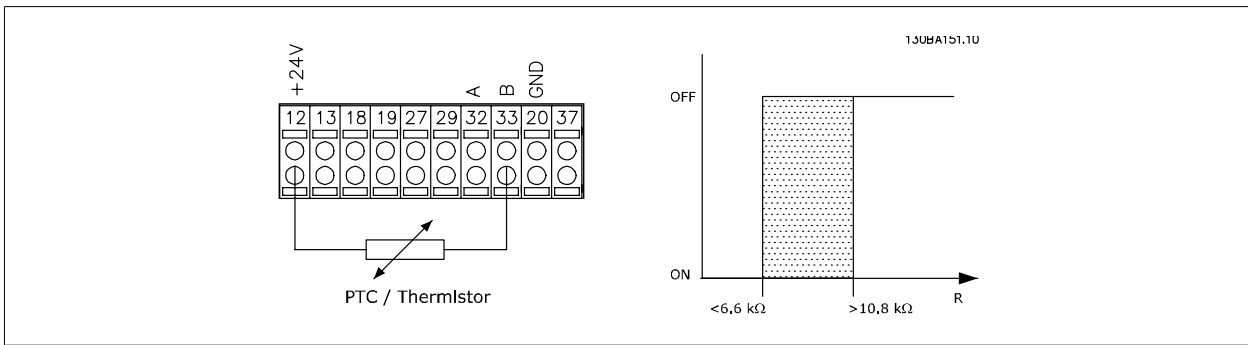 130BA151.10
+24V
A
B
GND
12 13 18 19 27 29 32 33 20 37
PTC / Thermistor
OFF
ON
<6.6 kΩ
>10.8 kΩ
R